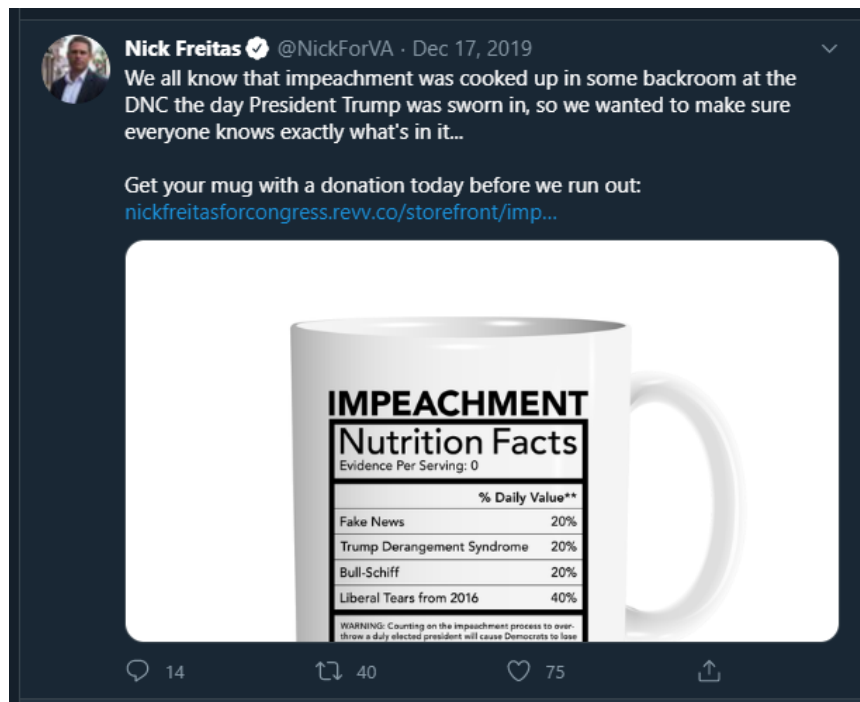 Nick Freitas @NickForVA · Dec 17, 2019
We all know that impeachment was cooked up in some backroom at the
DNC the day President Trump was sworn in, so we wanted to make sure
everyone knows exactly what's in it...
Get your mug with a donation today before we run out:
nickfreitasforcongress.revv.co/storefront/imp...
IMPEACHMENT
Nutrition Facts
Evidence Per Serving: 0
% Daily Value**
Fake News 20%
Trump Derangement Syndrome 20%
Bull-Schiff 20%
Liberal Tears from 2016 40%
WARNING: Counting on the impeachment process to over-
throw a duly elected president will cause Democrats to lose
14 40 75